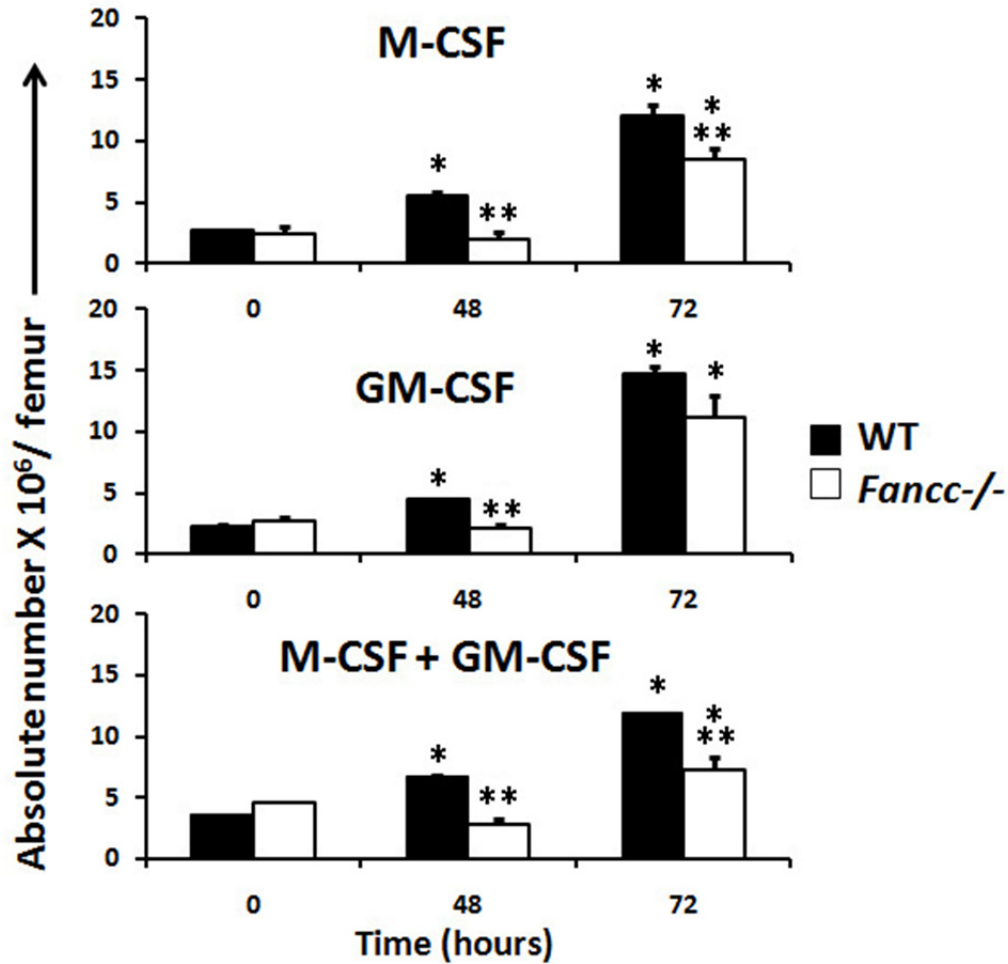 Absolute number X 10⁶/ femur
M-CSF
20
15
10
5
0
*
**
*
*
**
0 48 72
GM-CSF
20
15
10
5
0
*
**
*
*
0 48 72
M-CSF + GM-CSF
20
15
10
5
0
*
**
*
*
**
0 48 72
Time (hours)
WT
Fancc-/-